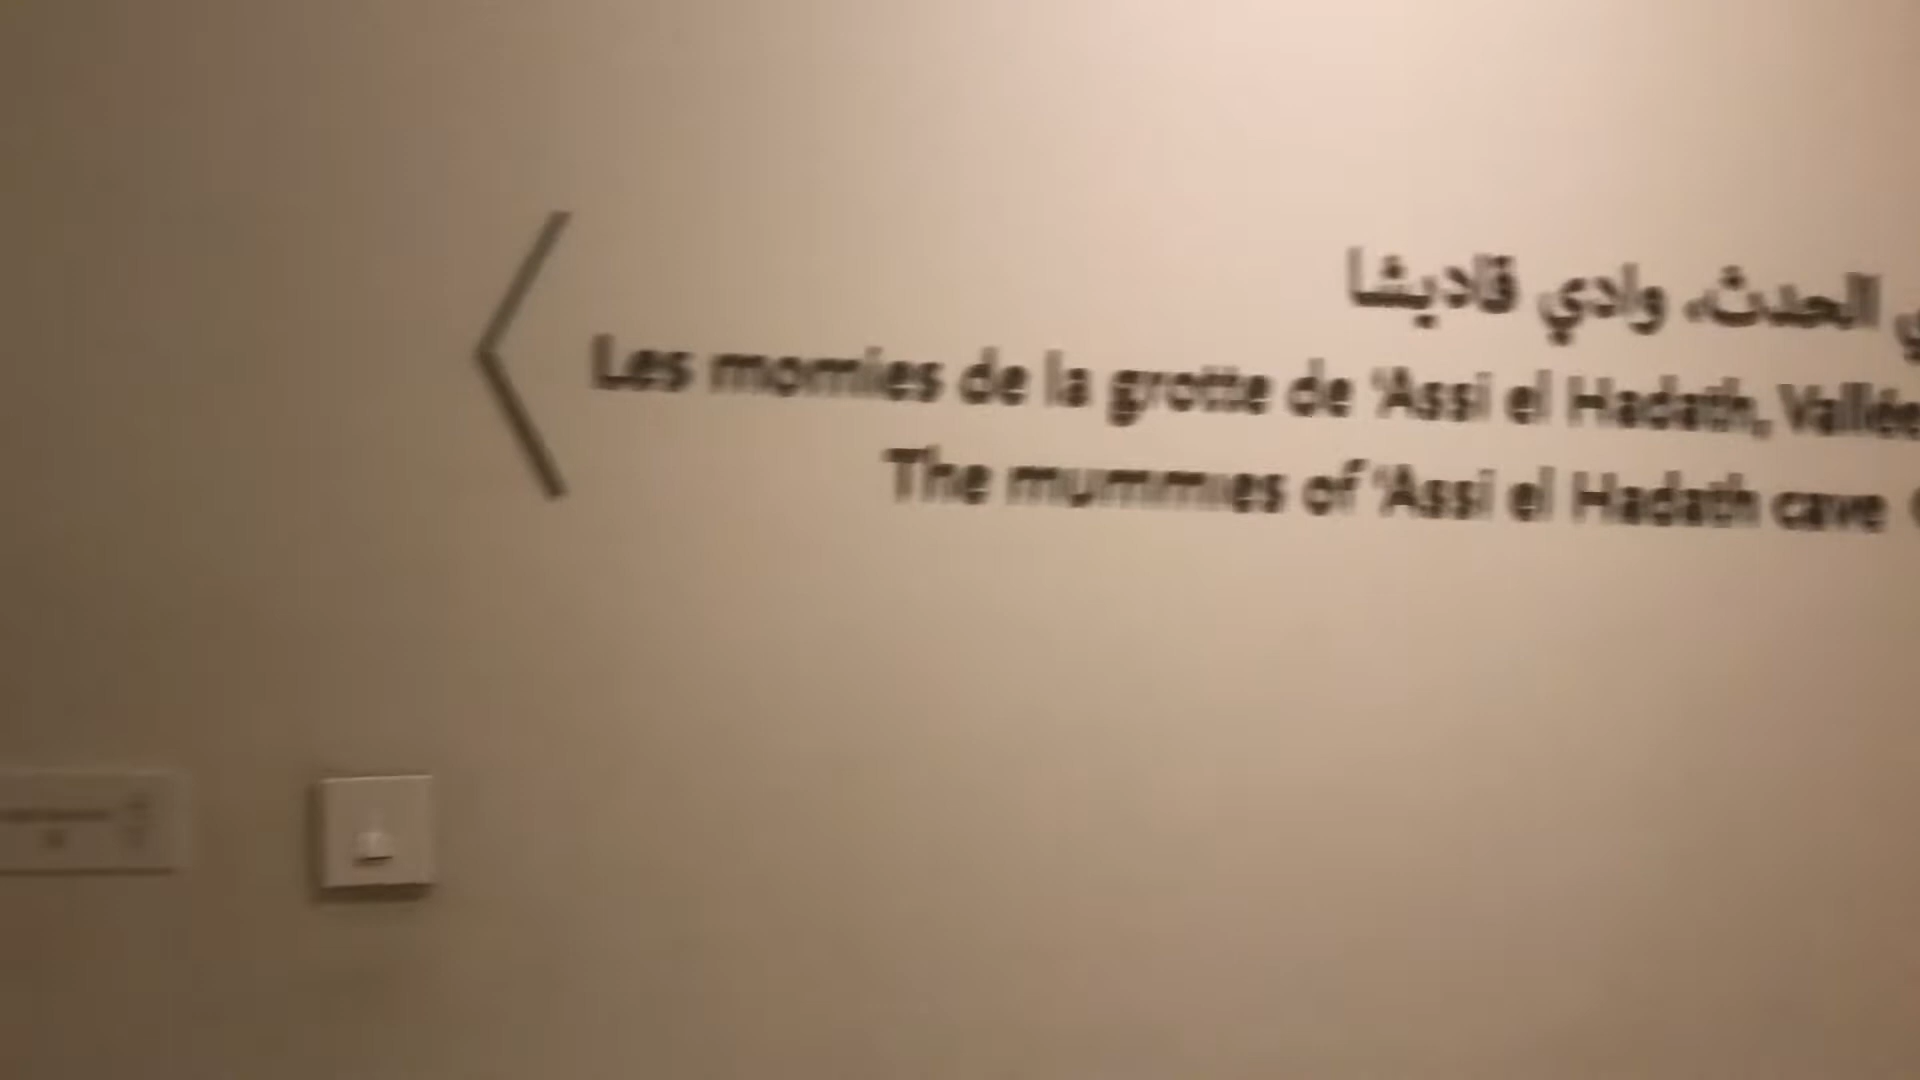 الحدث، وادي قاديشا
Les momies de la grotte de 'Assi el Hadath, Vallée
The mummies of 'Assi el Hadath cave